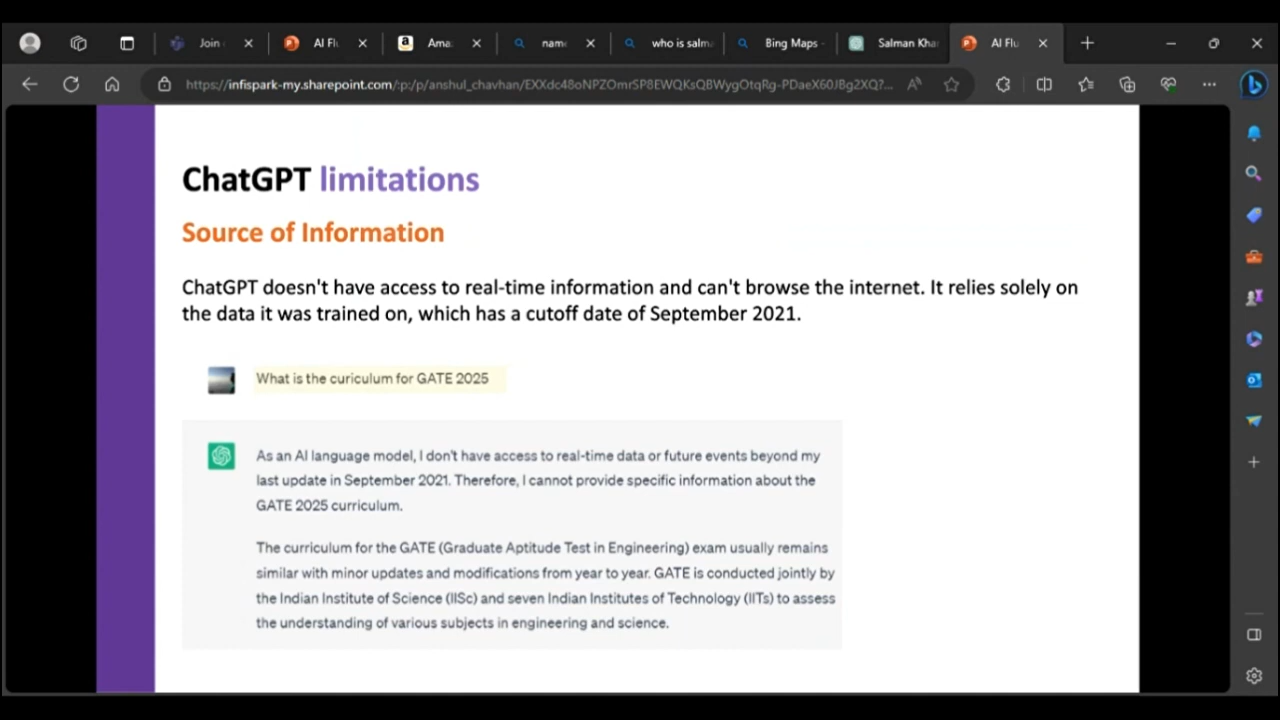 Join
AI Flu
Ama
name
who is salm
Bing Maps -
Salman Khan
AI Flu
https://infispark-my.sharepoint.com/:p:/p/anshul_chavhan/
ChatGPT limitations
Source of Information
ChatGPT doesn't have access to real-time information and can't browse the internet. It relies solely on
the data it was trained on, which has a cutoff date of September 2021.
What is the curiculum for GATE 2025
As an AI language model, I don't have access to real-time data or future events beyond my
last update in September 2021. Therefore, I cannot provide specific information about the
GATE 2025 curriculum.
The curriculum for the GATE (Graduate Aptitude Test in Engineering) exam usually remains
similar with minor updates and modifications from year to year. GATE is conducted jointly by
the Indian Institute of Science (IISc) and seven Indian Institutes of Technology (IITs) to assess
the understanding of various subjects in engineering and science.